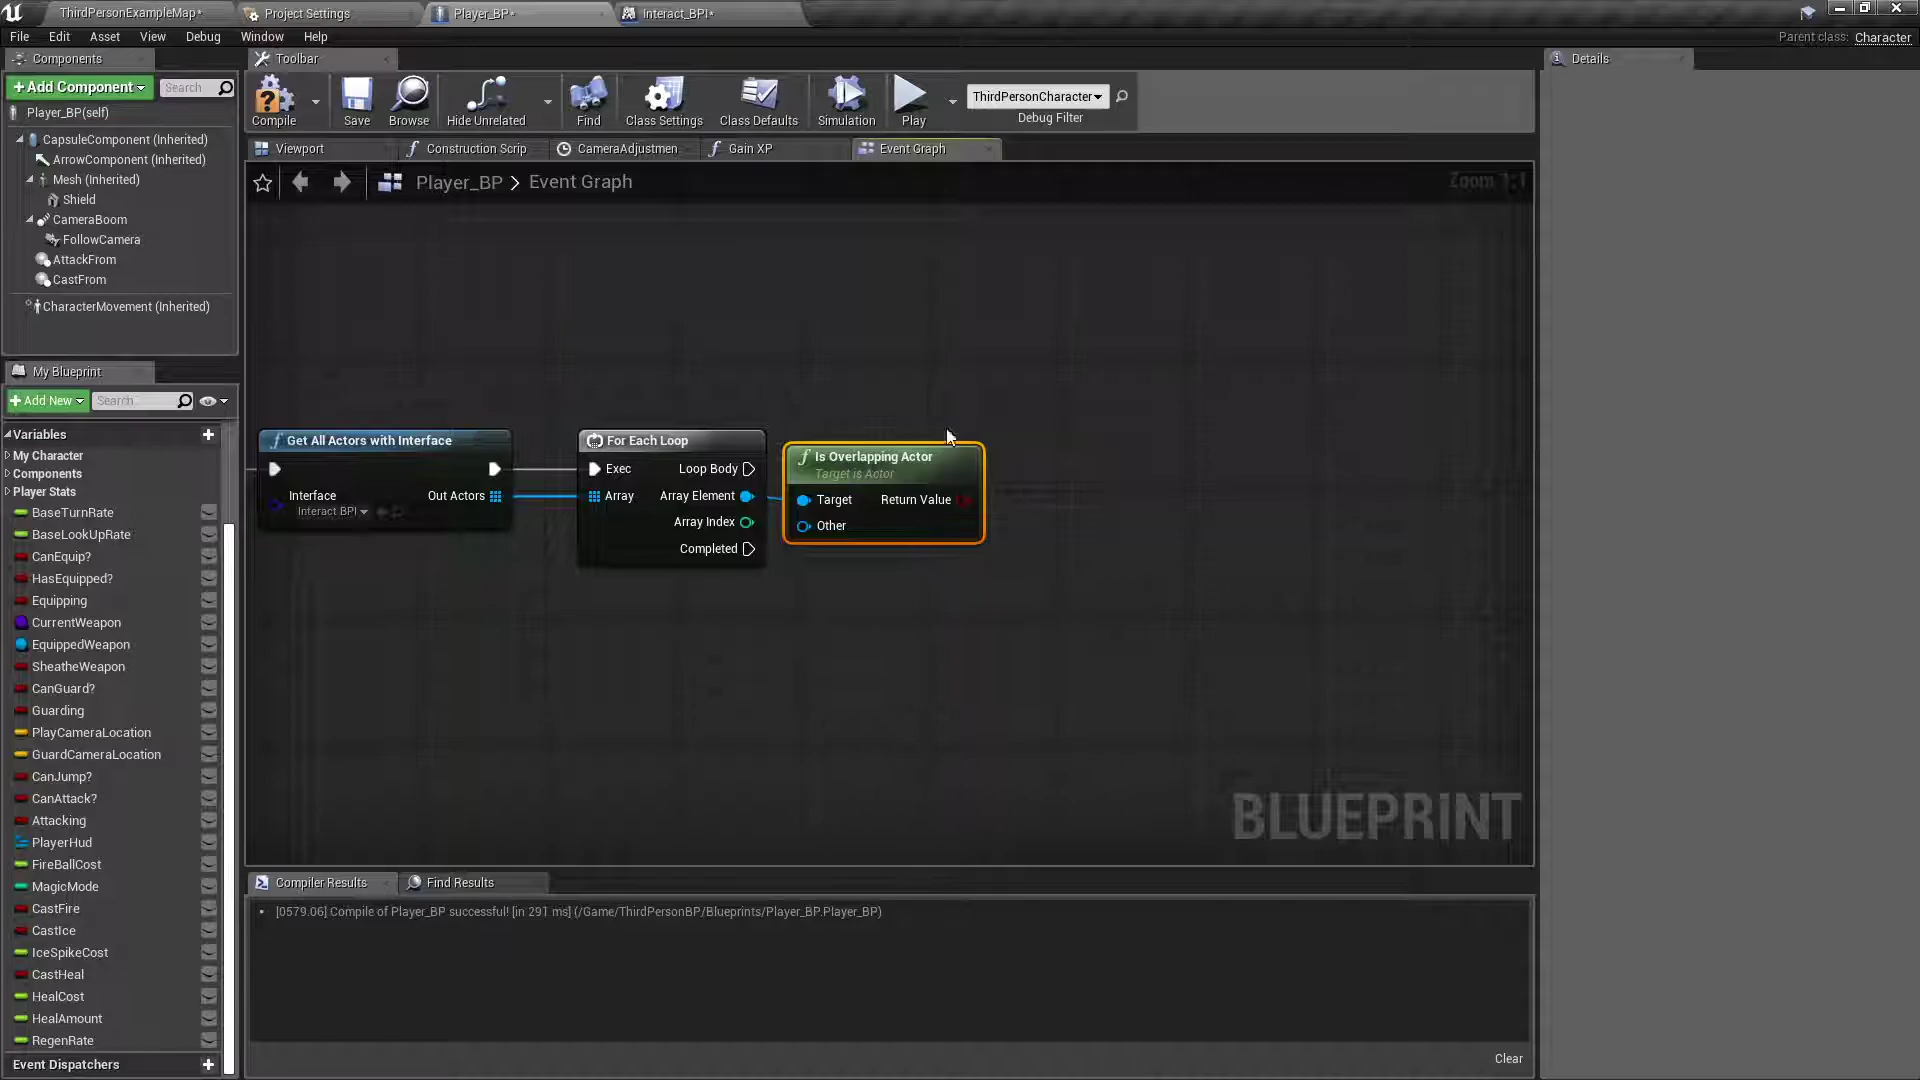 ThirdPersonExampleMap*
Project Settings
Player_BP*
Interact_BPI*
File Edit Asset View Debug Window Help
Parent class: Character
Components
Toolbar
Details
+Add Component
Search
Compile
Save
Browse
Hide Unrelated
Find
Class Settings
Class Defaults
Simulation
Play
ThirdPersonCharacter
Debug Filter
Player_BP(self)
CapsuleComponent (Inherited)
ArrowComponent (Inherited)
Mesh (Inherited)
Shield
CameraBoom
FollowCamera
AttackFrom
CastFrom
CharacterMovement (Inherited)
Viewport
Construction Scrip
CameraAdjustmen
Gain XP
Event Graph
Player_BP > Event Graph
Zoom 1:1
Get All Actors with Interface
Interface
Interact BPI
Out Actors
For Each Loop
Exec
Loop Body
Array
Array Element
Array Index
Completed
Is Overlapping Actor
Target is Actor
Target
Return Value
Other
BLUEPRINT
My Blueprint
+Add New
Search
Variables
My Character
Components
Player Stats
BaseTurnRate
BaseLookUpRate
CanEquip?
HasEquipped?
Equipping
CurrentWeapon
EquippedWeapon
SheatheWeapon
CanGuard?
Guarding
PlayCameraLocation
GuardCameraLocation
CanJump?
CanAttack?
Attacking
PlayerHud
FireBallCost
MagicMode
CastFire
CastIce
IceSpikeCost
CastHeal
HealCost
HealAmount
RegenRate
Event Dispatchers
Compiler Results
Find Results
[0579.06] Compile of Player_BP successful! [in 291 ms] (/Game/ThirdPersonBP/Blueprints/Player_BP.Player_BP)
Clear